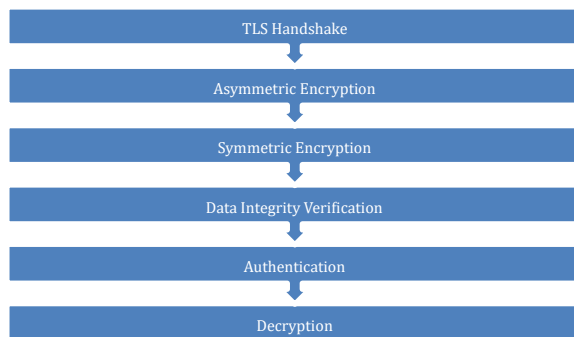 TLS Handshake
Asymmetric Encryption
Symmetric Encryption
Data Integrity Verification
Authentication
Decryption